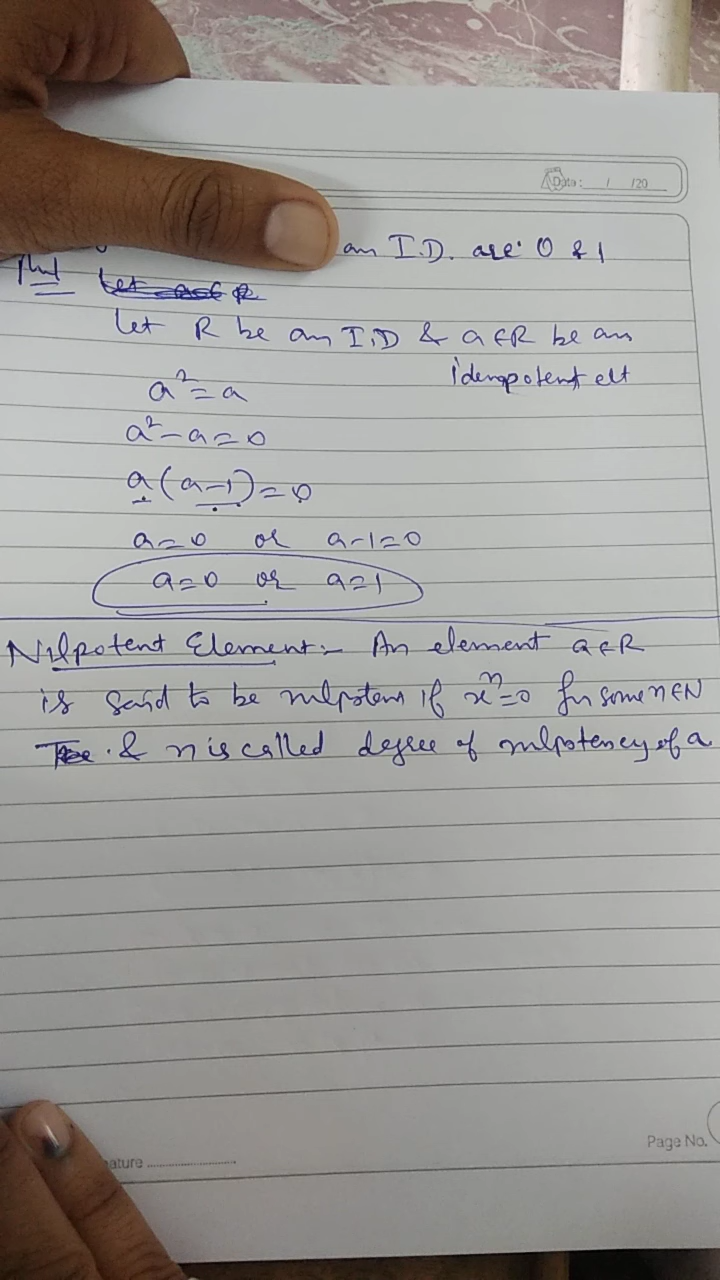 Date: / /20
an I.D. are 0 & 1
Let R be an I.D & a ∈ R be an
idempotent elt
a² = a
a² - a = 0
a(a-1) = 0
a = 0 or a-1 = 0
a = 0 or a = 1
Nilpotent Element:- An element a ∈ R
is said to be nilpotent if xⁿ = 0 for some n ∈ N
& n is called degree of nilpotency of a
ature
Page No.